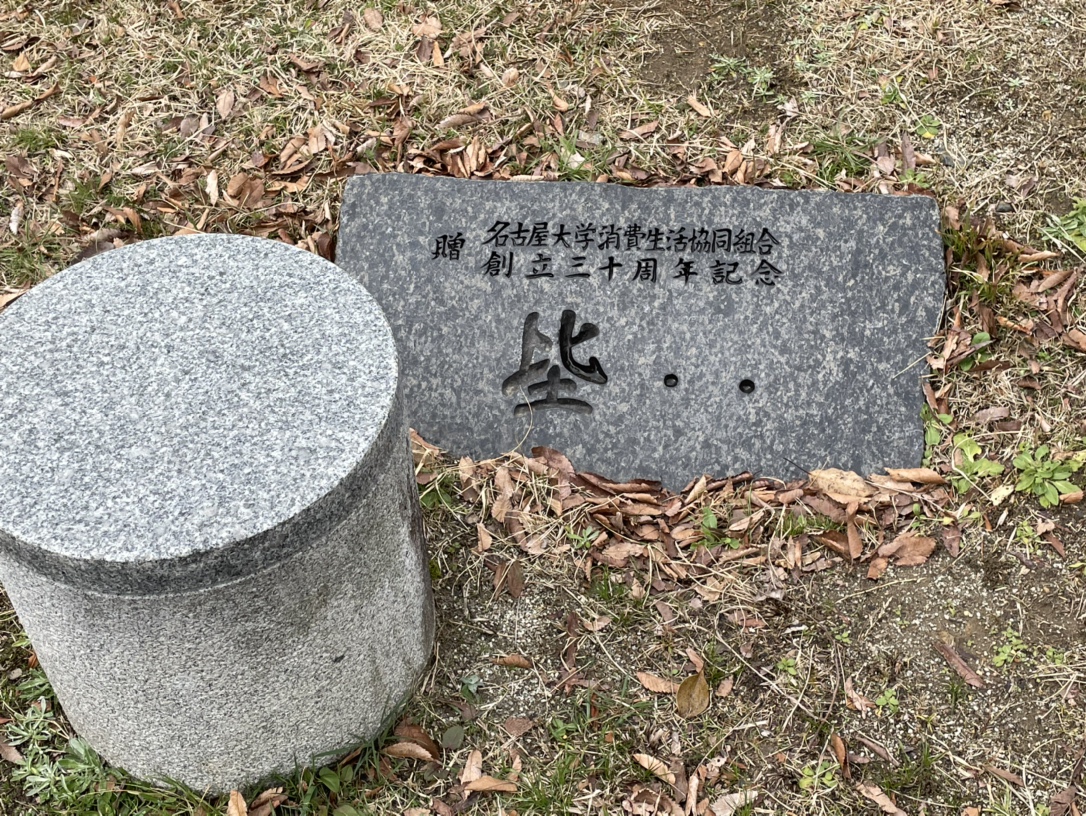 贈 名古屋大学消費生活協同組合
創立三十周年記念